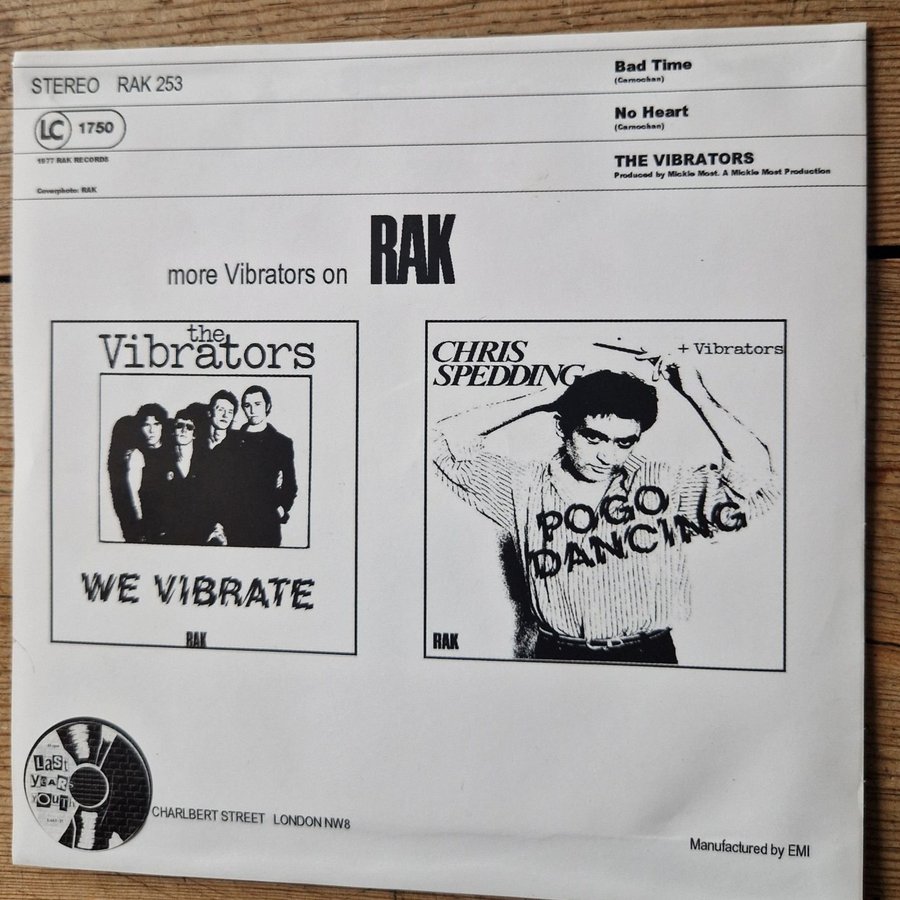 STEREO RAK 253
LC 1750
1977 RAK RECORDS
Coverphoto: RAK
Bad Time
(Carnochan)
No Heart
(Carnochan)
THE VIBRATORS
Produced by Mickie Most. A Mickie Most Production
more Vibrators on RAK
the
Vibrators
WE VIBRATE
RAK
CHRIS
SPEDDING
+ Vibrators
POGO
DANCING
RAK
Last
YeARs
YOUTH
CHARLBERT STREET LONDON NW8
Manufactured by EMI